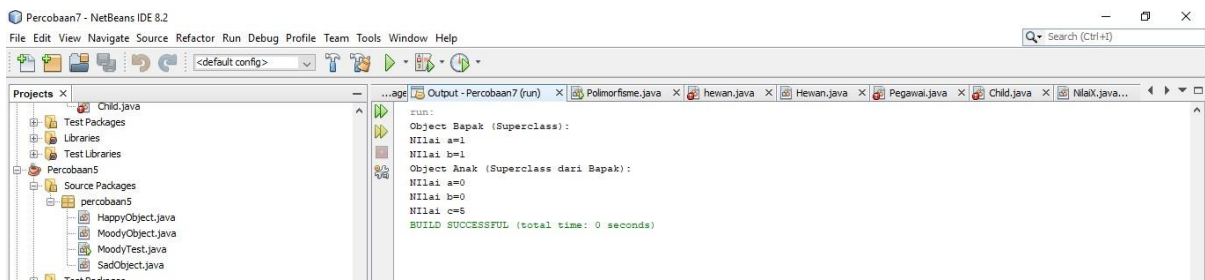 Percobaan7 - NetBeans IDE 8.2
File Edit View Navigate Source Refactor Run Debug Profile Team Tools Window Help
Search (Ctrl+I)
<default config>
Projects
...age Output - Percobaan7 (run) Polimorfisme.java hewan.java Hewan.java Pegawai.java Child.java NilaiX.java...
Child.java
Test Packages
Libraries
Test Libraries
Percobaan5
Source Packages
percobaan5
HappyObject.java
MoodyObject.java
MoodyTest.java
SadObject.java
Test Packages
run:
Object Bapak (Superclass):
NIlai a=1
NIlai b=1
Object Anak (Superclass dari Bapak):
NIlai a=0
NIlai b=0
NIlai c=5
BUILD SUCCESSFUL (total time: 0 seconds)